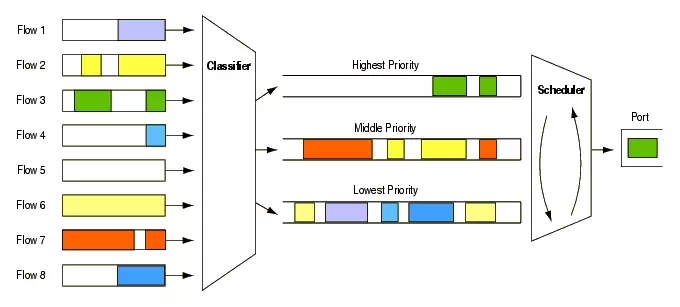 Flow 1
Flow 2
Flow 3
Flow 4
Flow 5
Flow 6
Flow 7
Flow 8
Classifier
Highest Priority
Middle Priority
Lowest Priority
Scheduler
Port